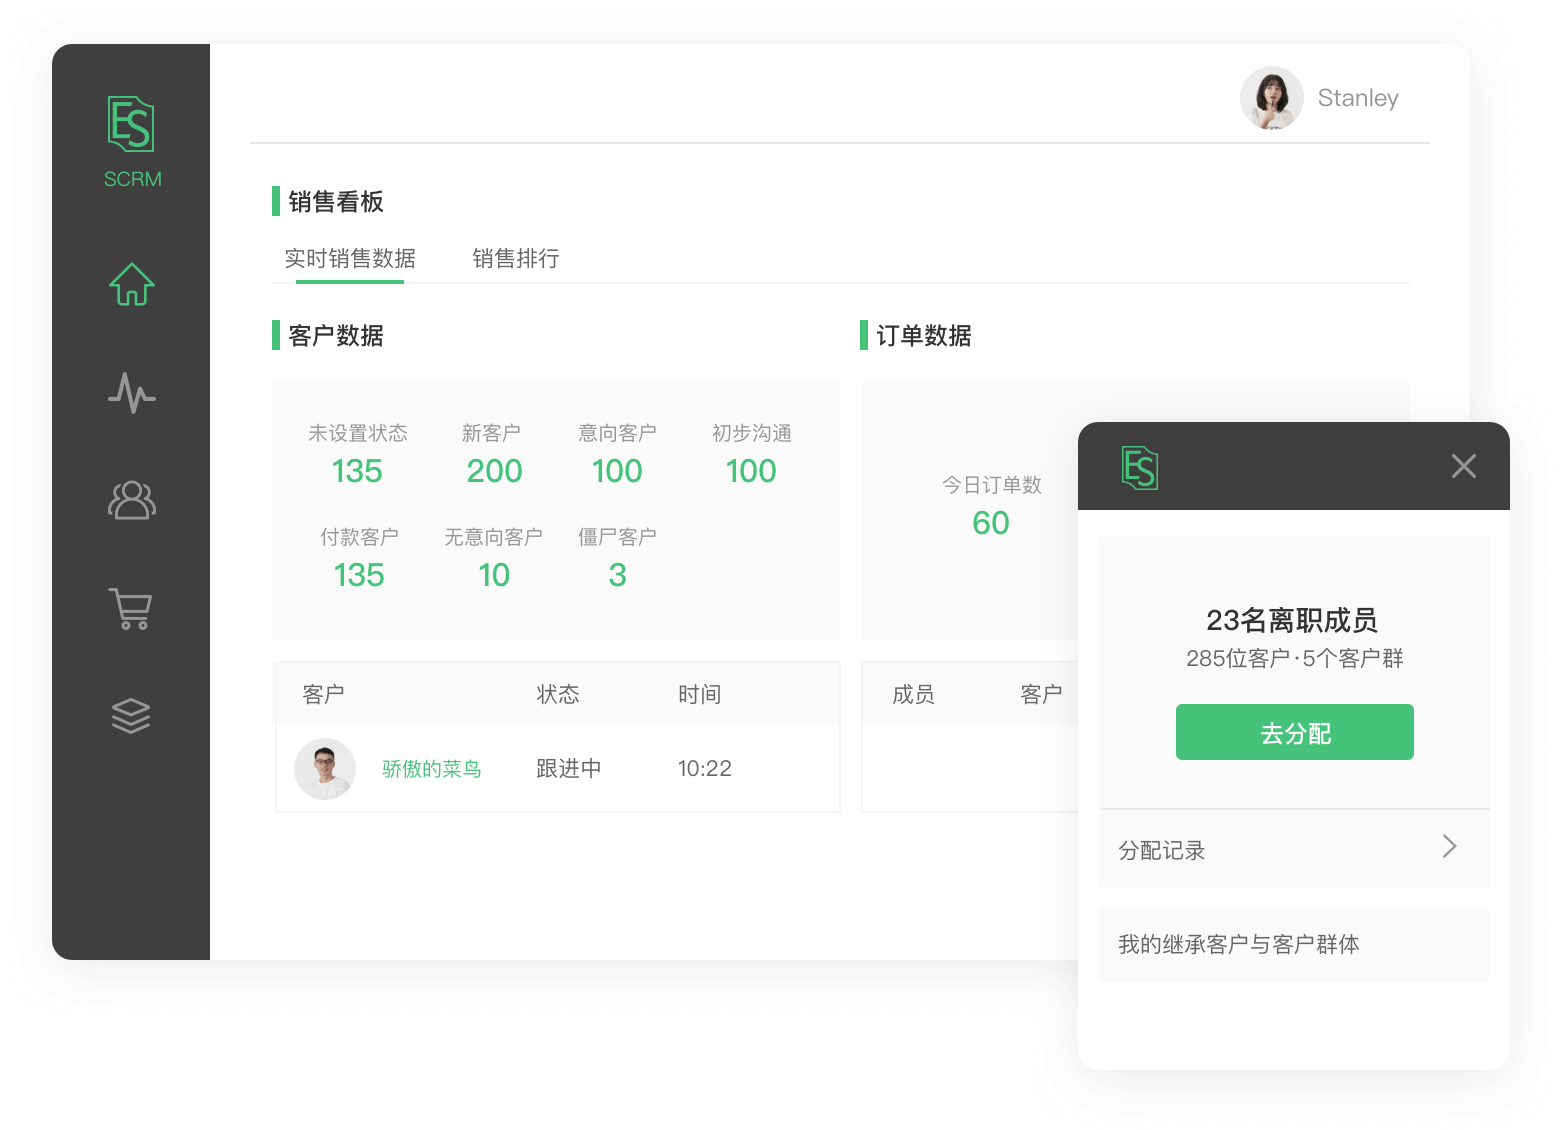 ES
SCRM
Stanley
销售看板
实时销售数据 销售排行
客户数据
未设置状态 新客户 意向客户 初步沟通
135 200 100 100
付款客户 无意向客户 僵尸客户
135 10 3
客户 状态 时间
骄傲的菜鸟 跟进中 10:22
订单数据
今日订单数
60
成员 客户
ES
23名离职成员
285位客户·5个客户群
去分配
分配记录
我的继承客户与客户群体